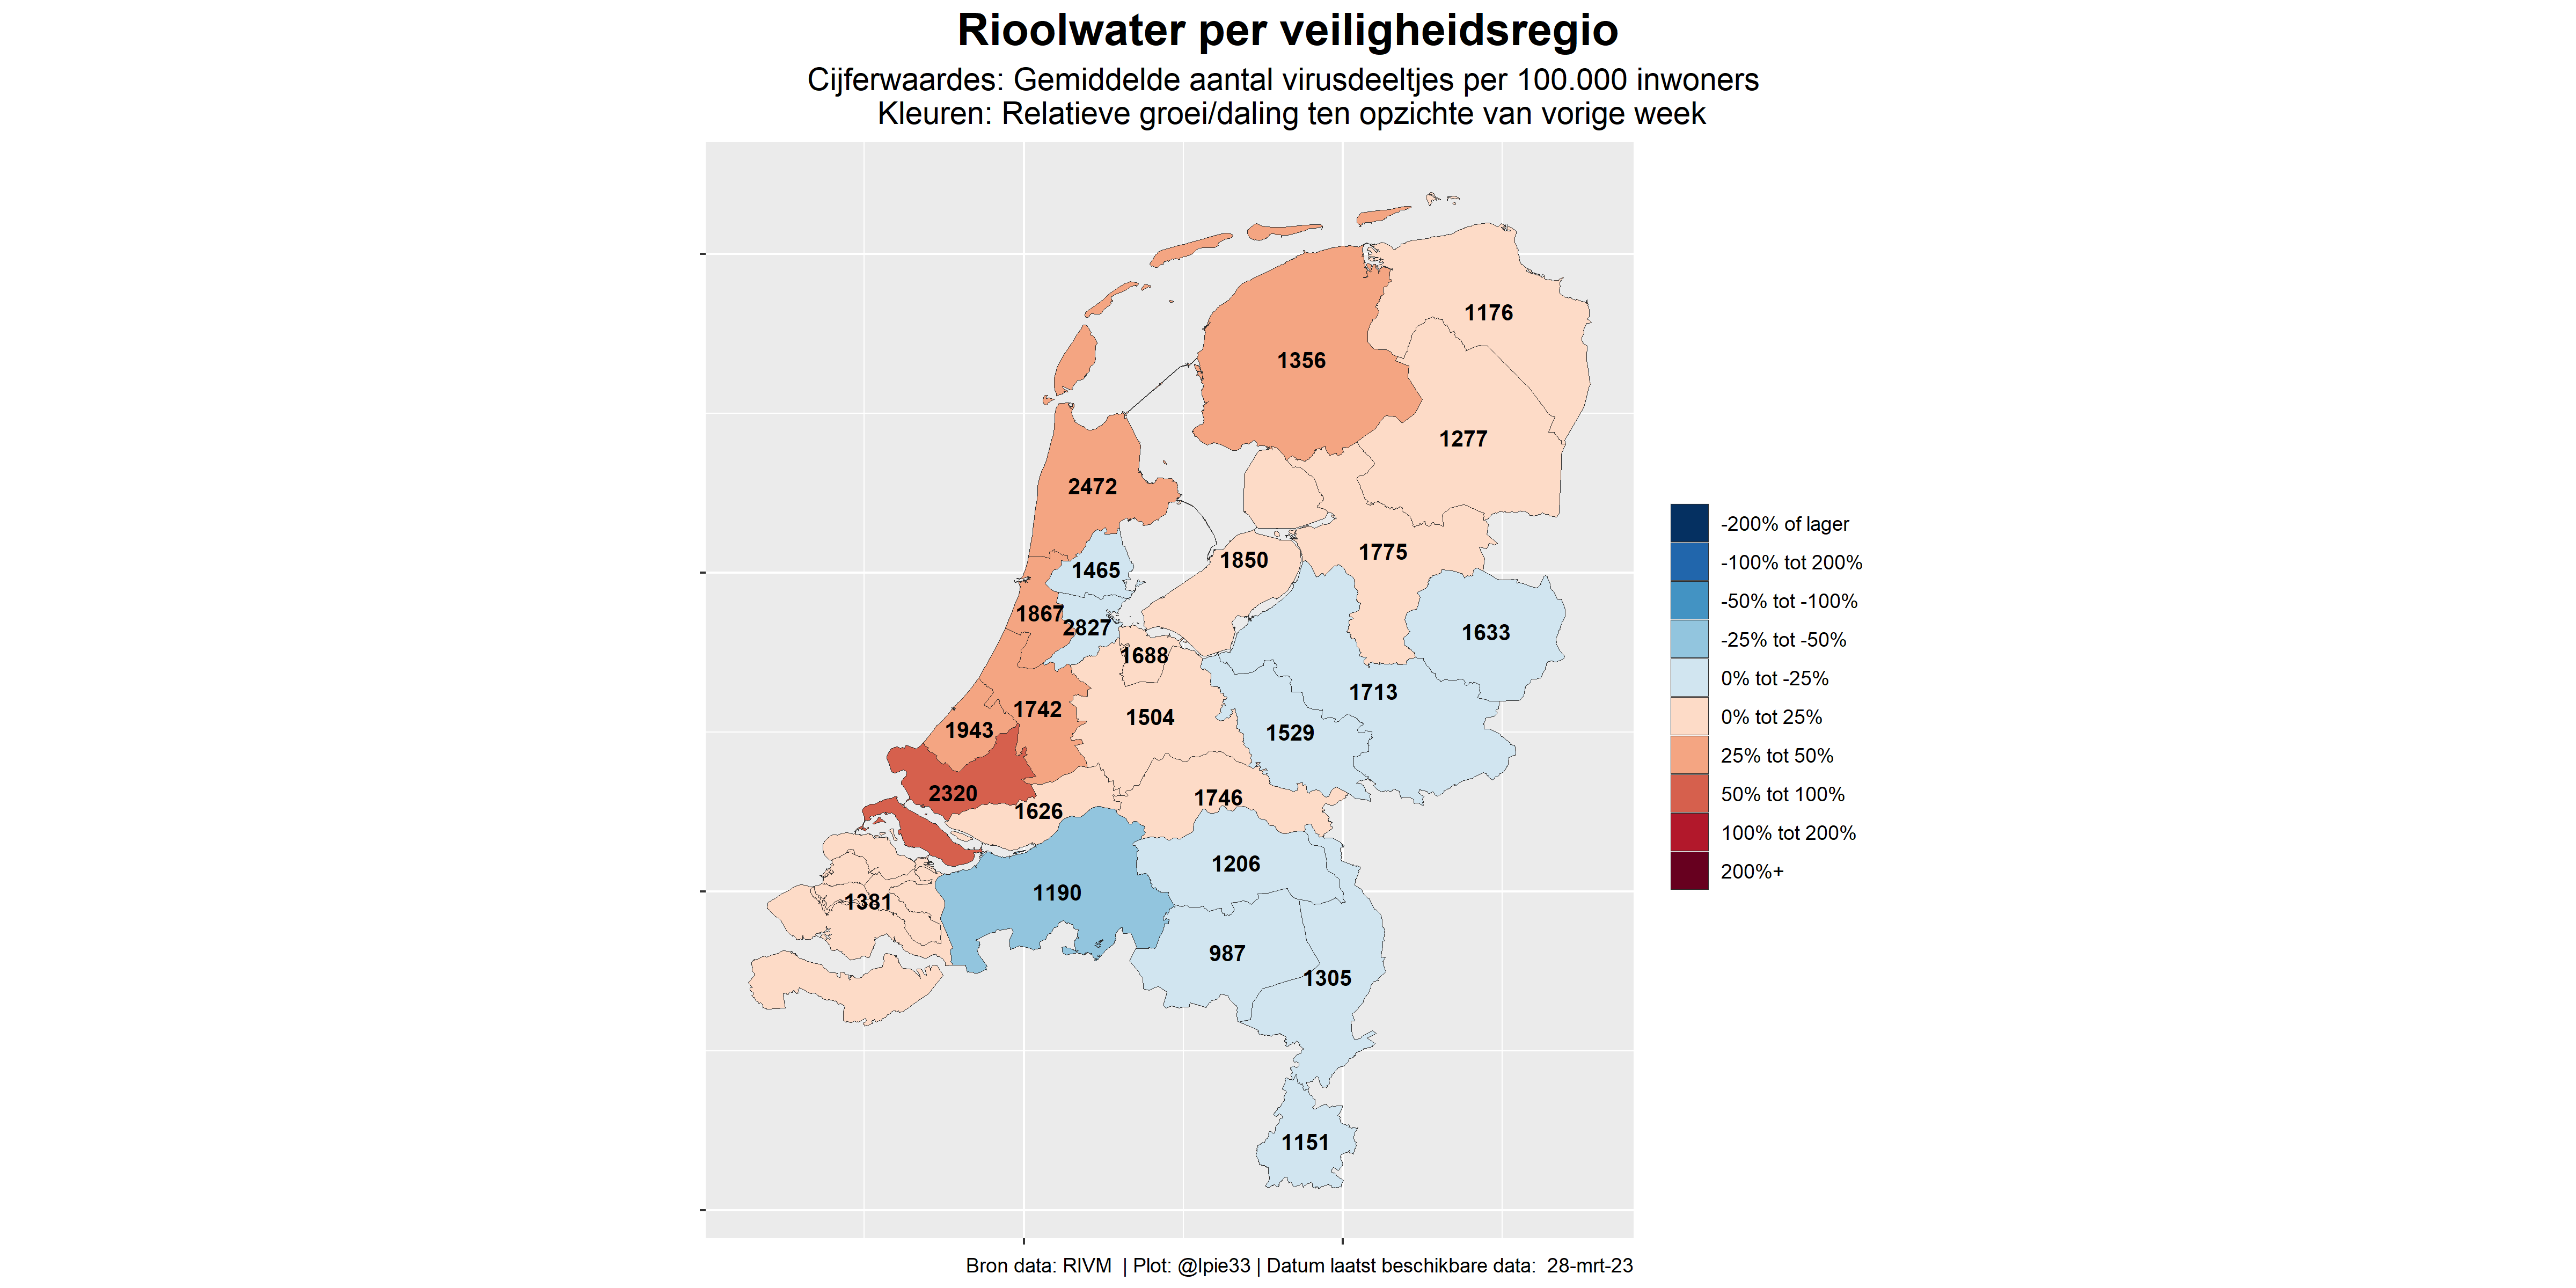 Rioolwater per veiligheidsregio
Cijferwaardes: Gemiddelde aantal virusdeeltjes per 100.000 inwoners
Kleuren: Relatieve groei/daling ten opzichte van vorige week
1176
1356
1277
2472
1775
1850
1465
1867
2827
1633
1688
1713
1742
1504
1943
1529
2320
1746
1626
1206
1190
1381
987
1305
1151
-200% of lager
-100% tot 200%
-50% tot -100%
-25% tot -50%
0% tot -25%
0% tot 25%
25% tot 50%
50% tot 100%
100% tot 200%
200%+
Bron data: RIVM | Plot: @lpie33 | Datum laatst beschikbare data: 28-mrt-23